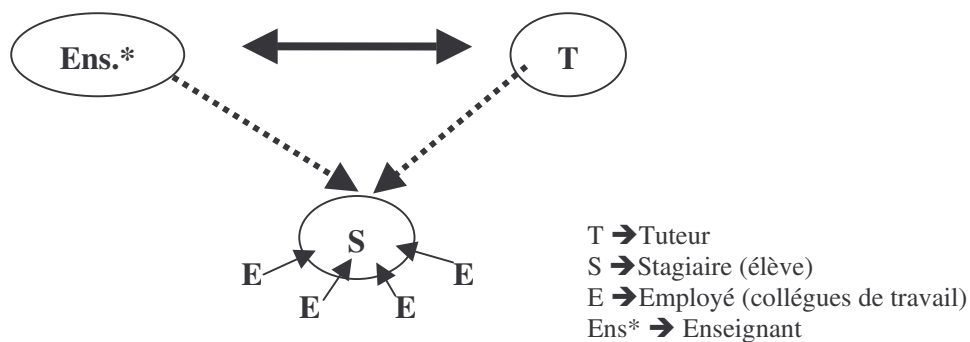 Ens.*
T
S
E
E
E
E
T ➔Tuteur
S ➔Stagiaire (élève)
E ➔Employé (collégues de travail)
Ens* ➔ Enseignant